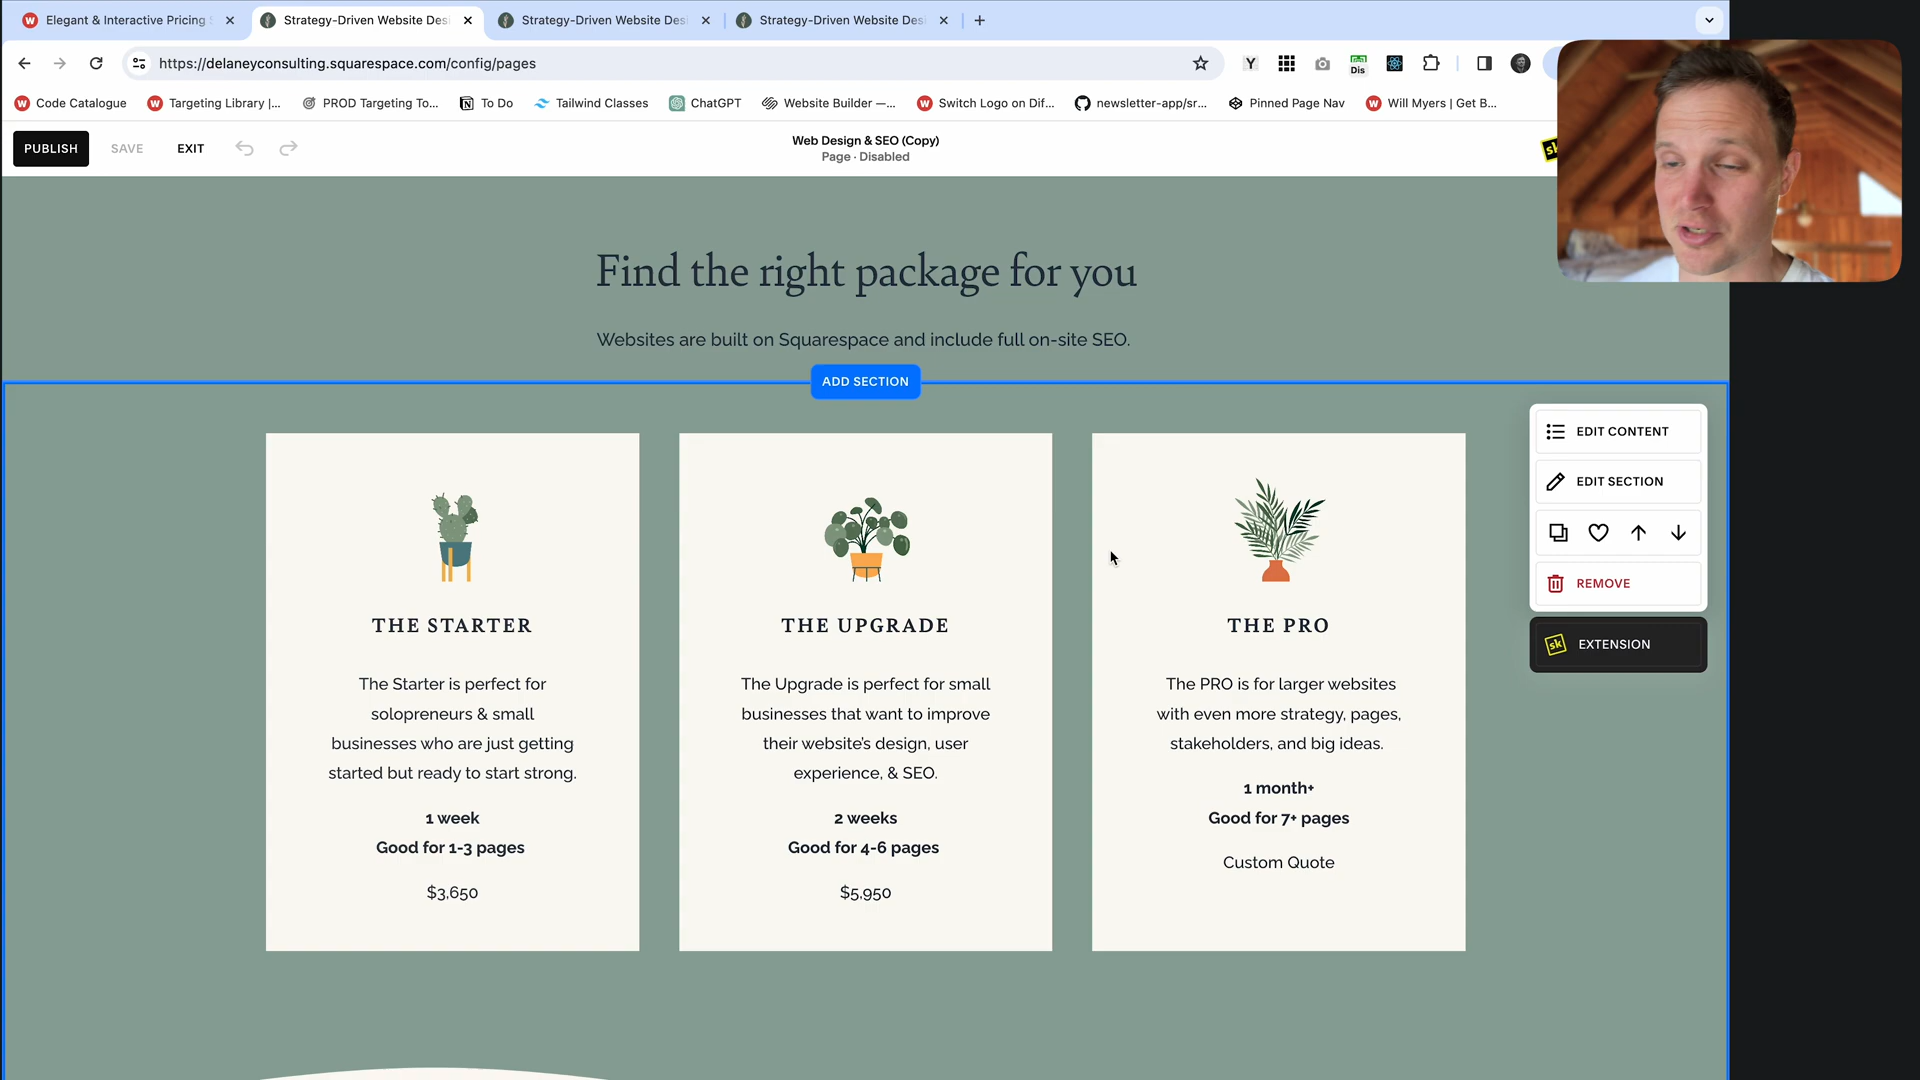 Elegant & Interactive Pricing
Strategy-Driven Website Des
Strategy-Driven Website Des
Strategy-Driven Website Des
https://delaneyconsulting.squarespace.com/config/pages
Y
Dis
Code Catalogue
Targeting Library |...
PROD Targeting To...
To Do
Tailwind Classes
ChatGPT
Website Builder —...
Switch Logo on Dif...
newsletter-app/sr...
Pinned Page Nav
Will Myers | Get B...
PUBLISH
SAVE
EXIT
Web Design & SEO (Copy)
Page · Disabled
Find the right package for you
Websites are built on Squarespace and include full on-site SEO.
ADD SECTION
EDIT CONTENT
EDIT SECTION
REMOVE
sk
EXTENSION
THE STARTER
The Starter is perfect for
solopreneurs & small
businesses who are just getting
started but ready to start strong.
1 week
Good for 1-3 pages
$3,650
THE UPGRADE
The Upgrade is perfect for small
businesses that want to improve
their website's design, user
experience, & SEO.
2 weeks
Good for 4-6 pages
$5,950
THE PRO
The PRO is for larger websites
with even more strategy, pages,
stakeholders, and big ideas.
1 month+
Good for 7+ pages
Custom Quote